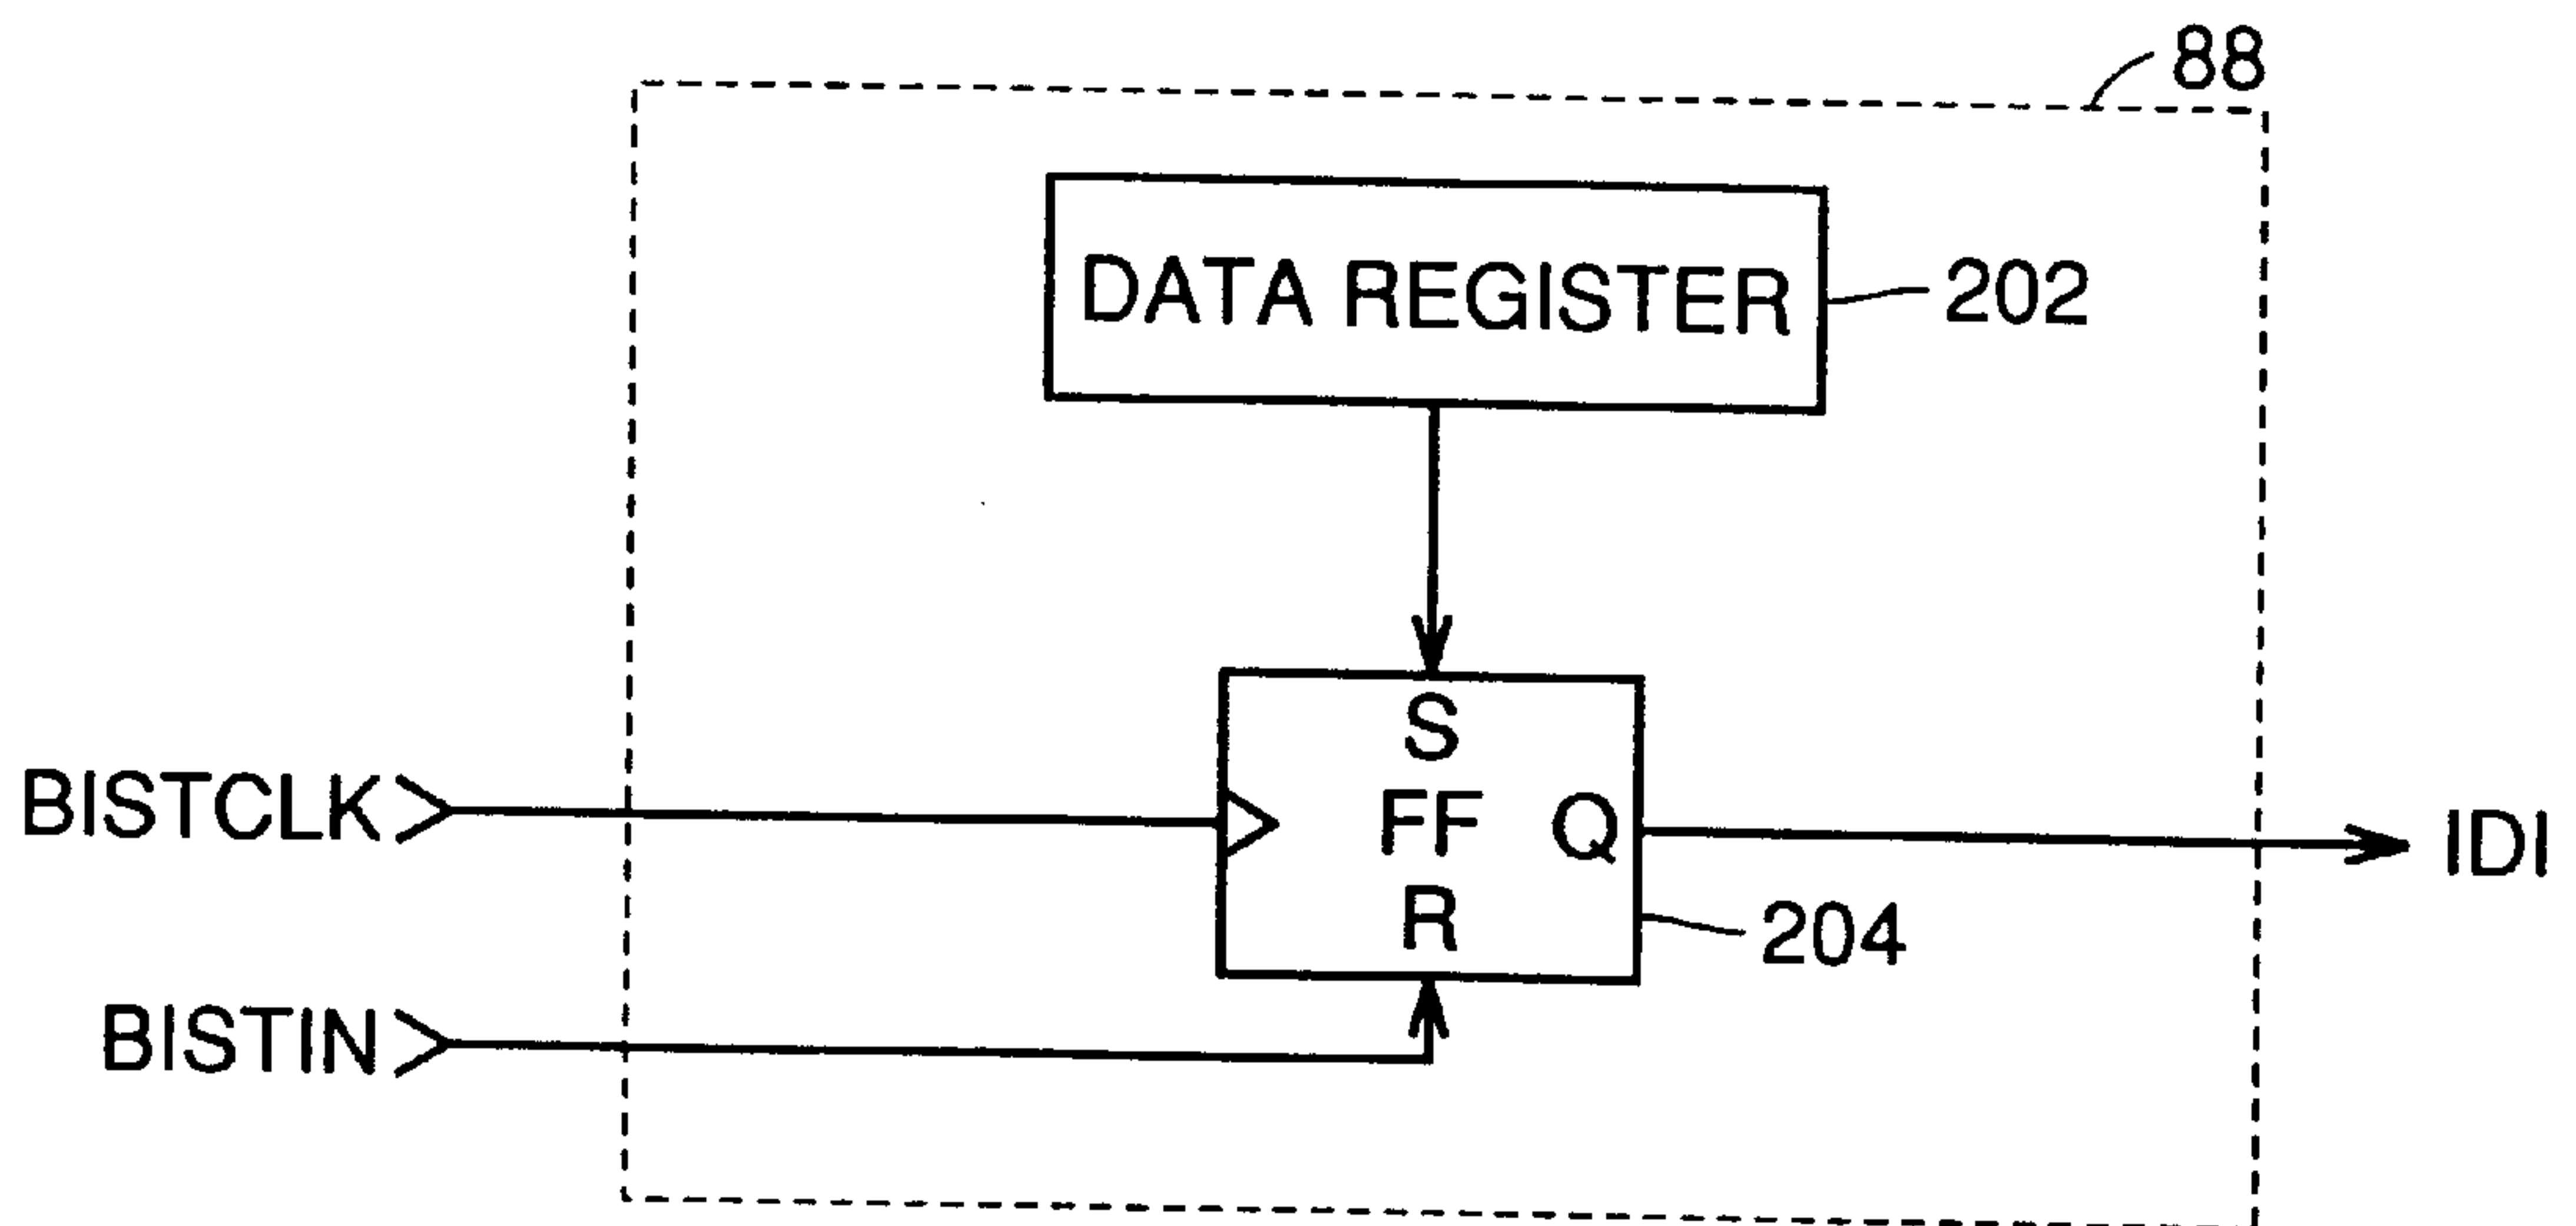 88
DATA REGISTER
202
S
BISTCLK
FF Q
IDI
R
204
BISTIN